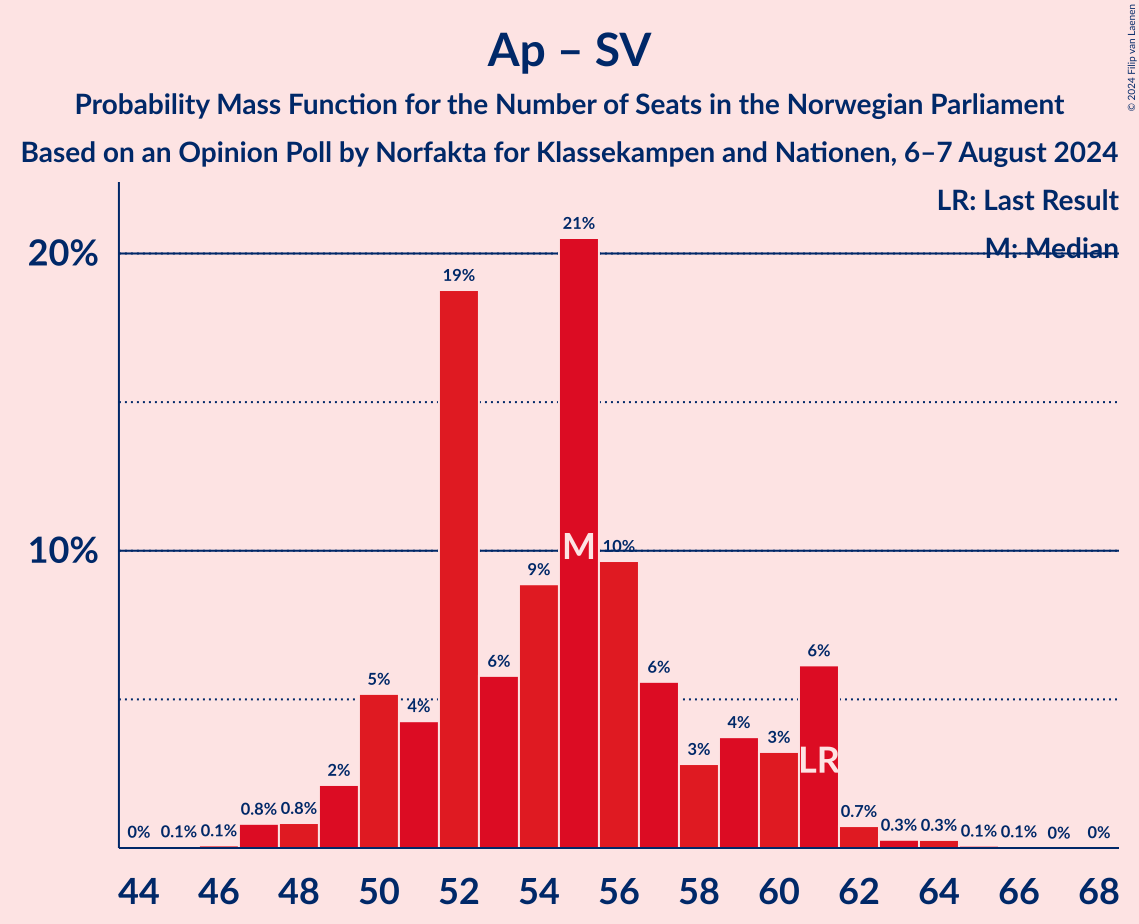 Ap – SV
Probability Mass Function for the Number of Seats in the Norwegian Parliament
Based on an Opinion Poll by Norfakta for Klassekampen and Nationen, 6–7 August 2024
© 2024 Filip van Laenen
LR: Last Result
M: Median
20%
10%
0% 0.1% 0.1% 0.8% 0.8% 2% 5% 4% 19% 6% 9% 21% 10% 6% 3% 4% 3% 6% 0.7% 0.3% 0.3% 0.1% 0.1% 0% 0%
M
LR
44 46 48 50 52 54 56 58 60 62 64 66 68